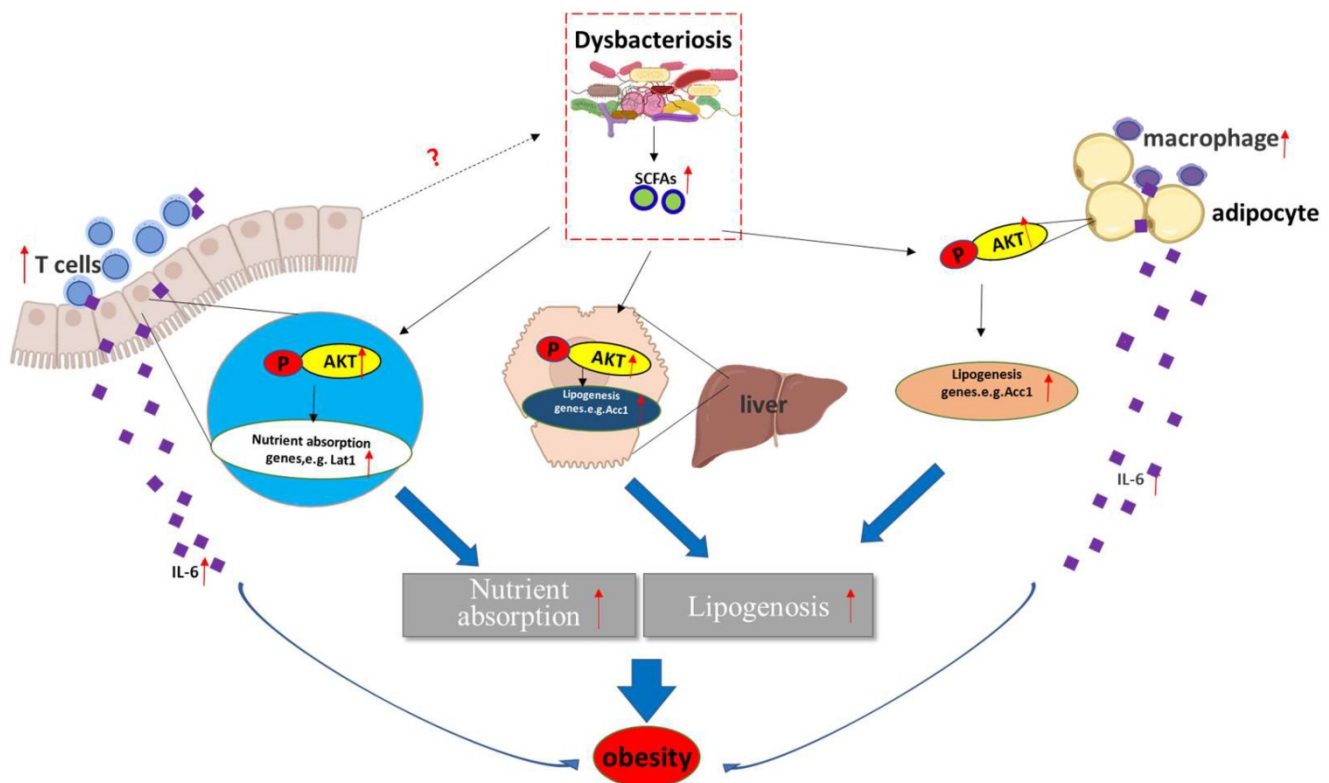 Dysbacteriosis
SCFAs
?
T cells
macrophage
adipocyte
P
AKT
P
AKT
P
AKT
Nutrient absorption
genes,e.g. Lat1
Lipogenesis
genes.e.g.Acc1
liver
Lipogenesis
genes.e.g.Acc1
IL-6
IL-6
Nutrient
absorption
Lipogenosis
obesity